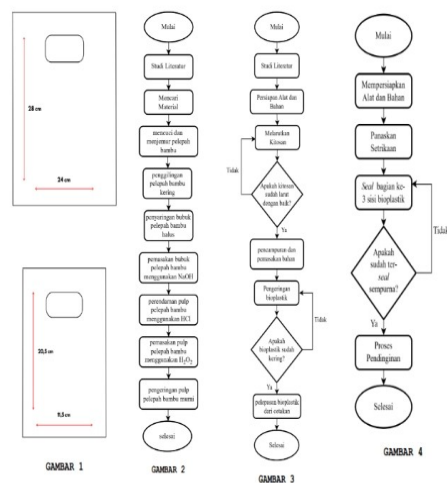 28 cm
24 cm
20,5 cm
11,5 cm
GAMBAR 1
Mulai
Studi Literatur
Mencari
Material
mencuci dan
menjemur pelepah
bambu
penggilingan
pelepah bambu
kering
penyaringan bubuk
pelepah bambu
halus
pemasakan bubuk
pelepah bambu
menggunakan NaOH
perendaman pulp
pelepah bambu
menggunakan HCl
pemasakan pulp
pelepah bambu
menggunakan H₂O₂
pengeringan pulp
pelepah bambu murni
selesai
GAMBAR 2
Mulai
Studi Literatur
Persiapan Alat dan
Bahan
Melarutkan
Kitosan
Tidak
Apakah kitosan
sudah larut
dengan baik?
Ya
pencampuran dan
pemasakan bahan
Pengeringan
bioplastik
Tidak
Apakah
bioplastik sudah
kering?
Ya
pelepasan bioplastik
dari cetakan
Selesai
GAMBAR 3
Mulai
Mempersiapkan
Alat dan Bahan
Panaskan
Setrikaan
Seal bagian ke-
3 sisi bioplastik
Tidak
Apakah
sudah ter-
seal
sempurna?
Ya
Proses
Pendinginan
Selesai
GAMBAR 4